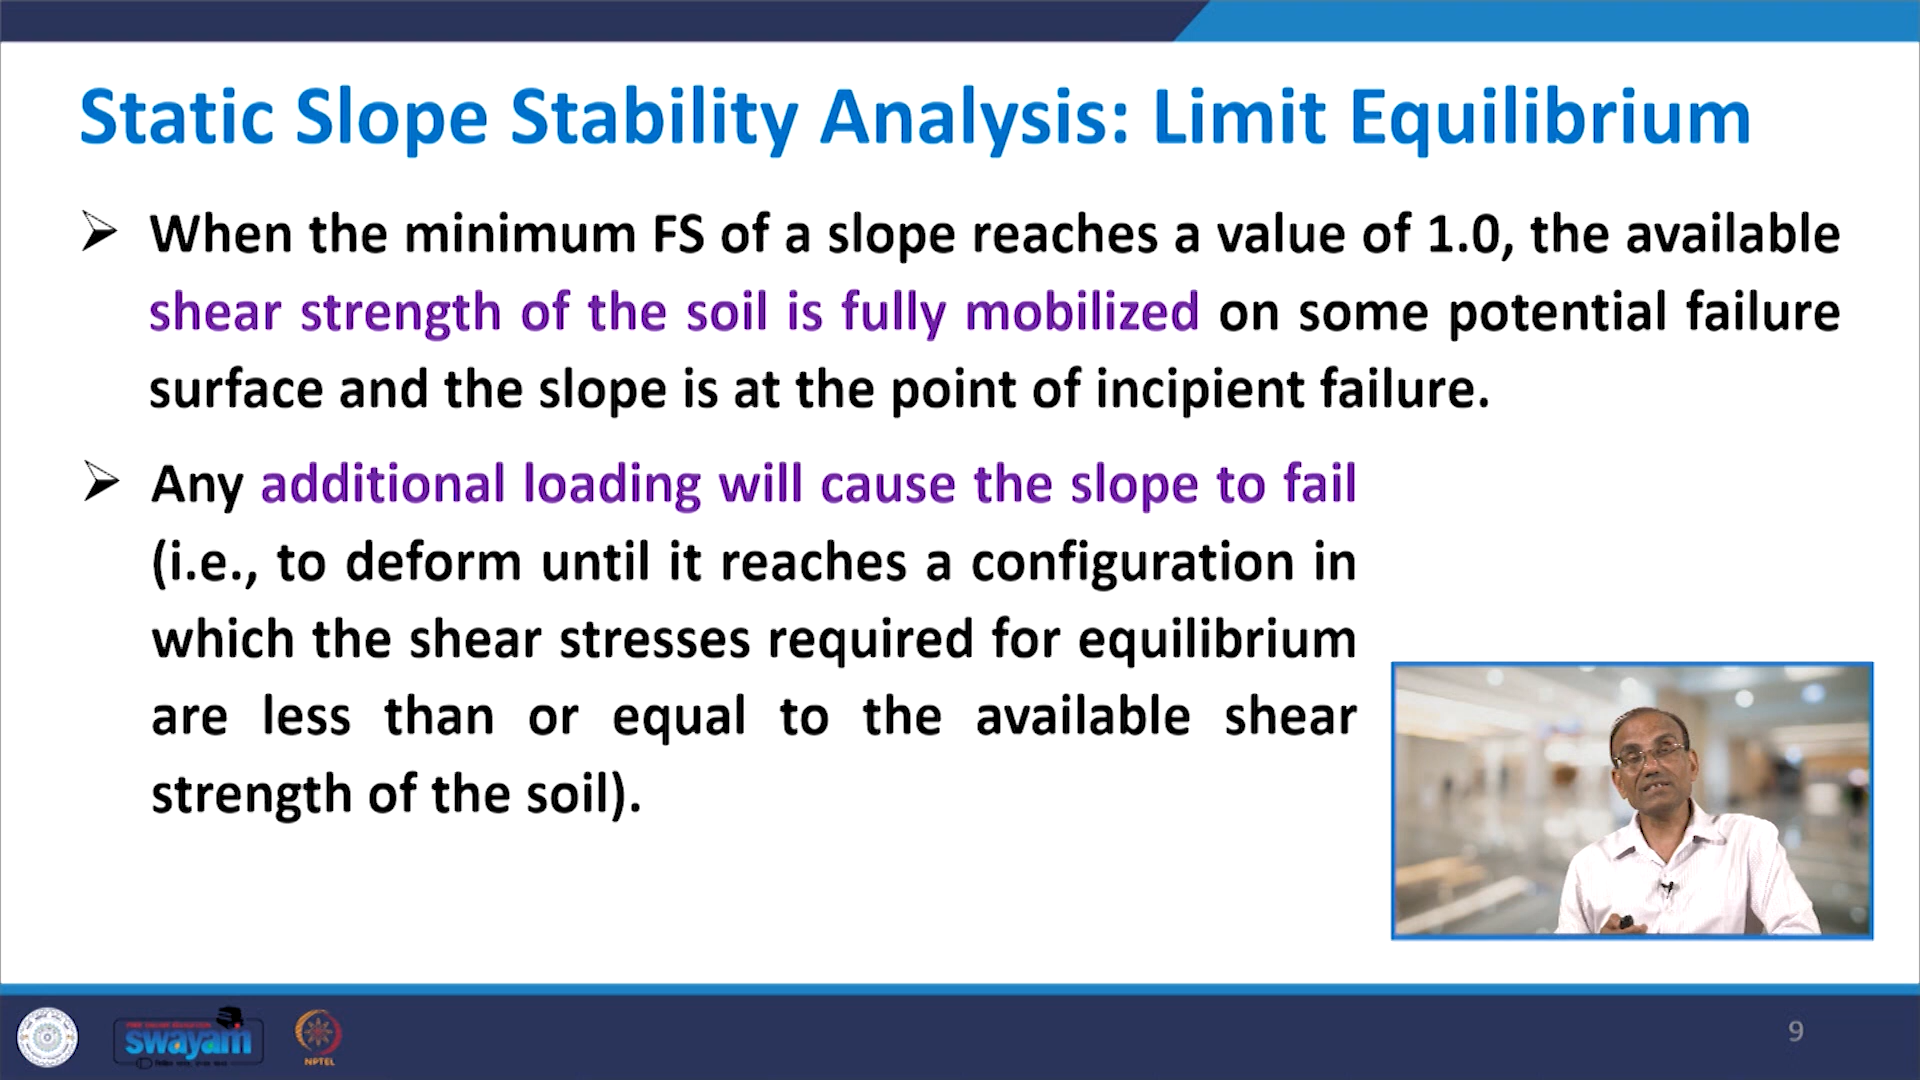 Static Slope Stability Analysis: Limit Equilibrium
When the minimum FS of a slope reaches a value of 1.0, the available
shear strength of the soil is fully mobilized on some potential failure
surface and the slope is at the point of incipient failure.
Any additional loading will cause the slope to fail
(i.e., to deform until it reaches a configuration in
which the shear stresses required for equilibrium
are less than or equal to the available shear
strength of the soil).
swayam
NPTEL
9